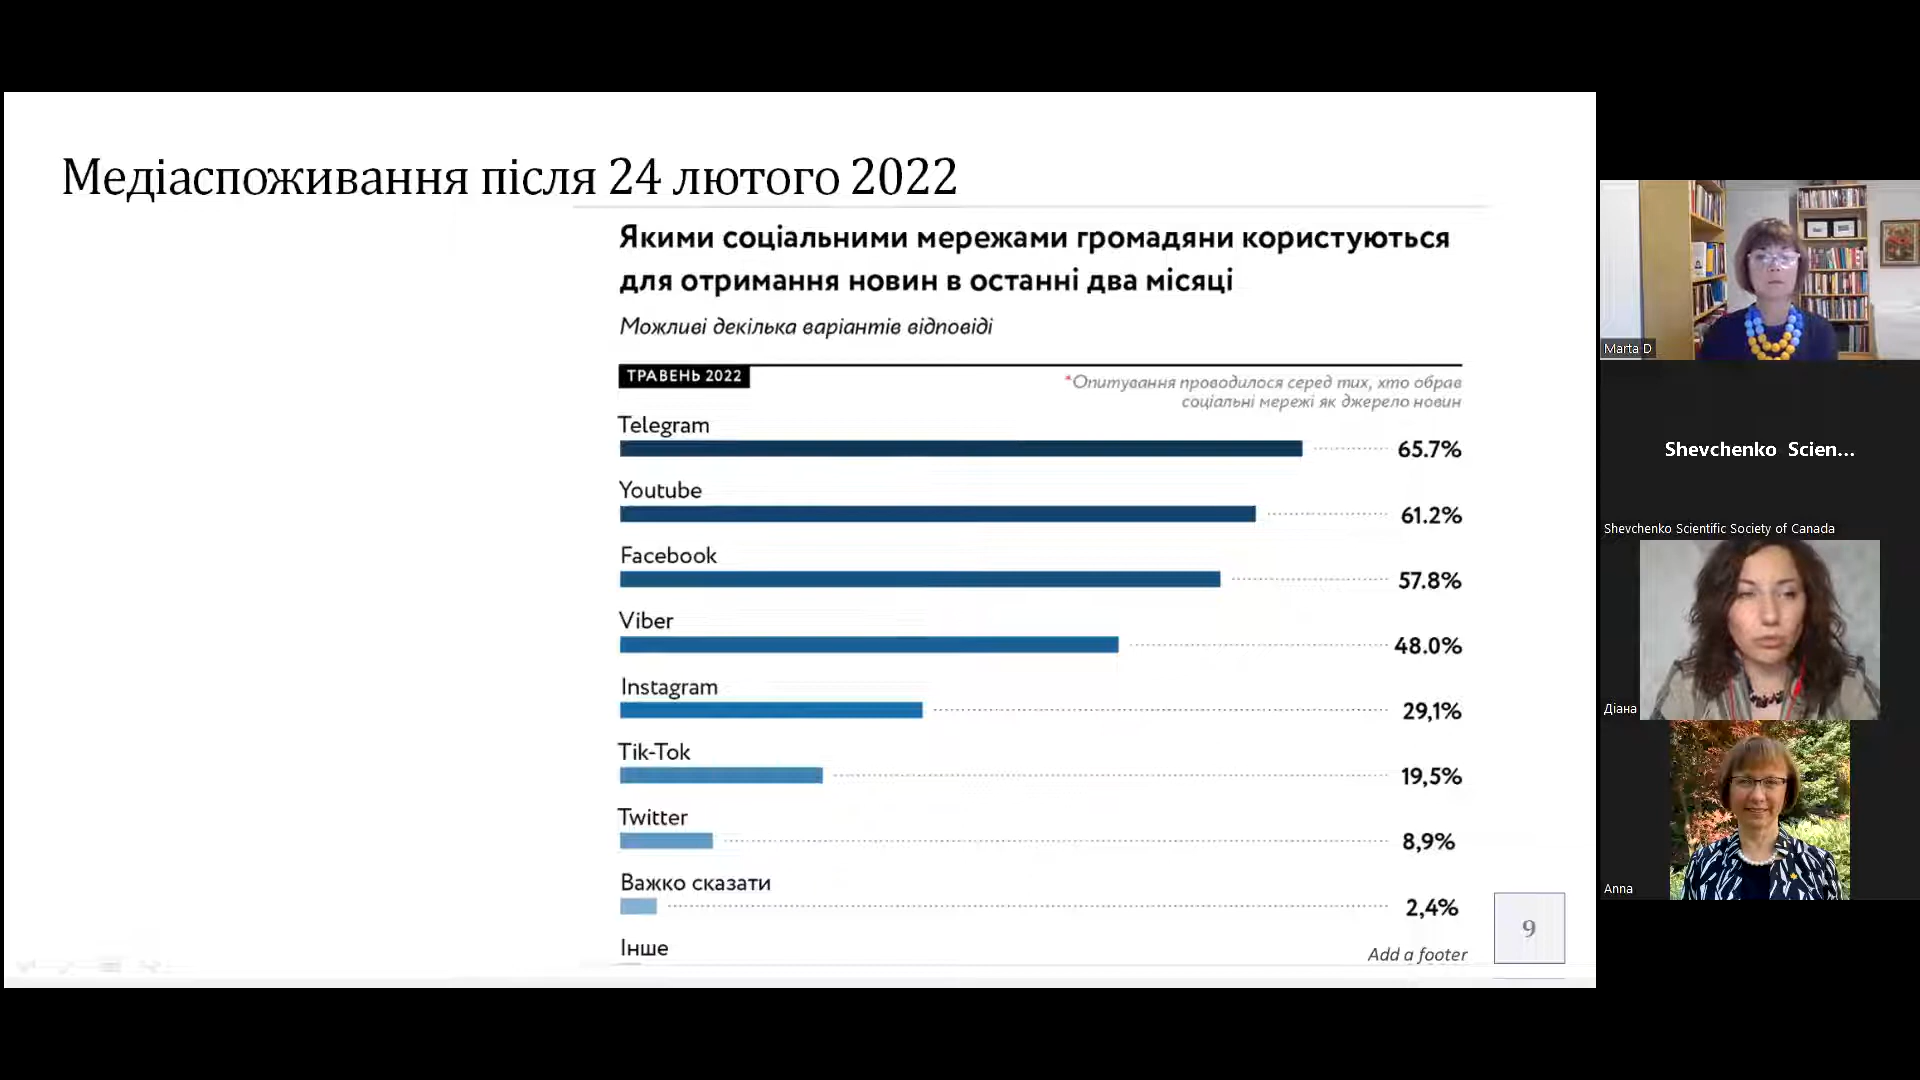 Медіаспоживання після 24 лютого 2022
Якими соціальними мережами громадяни користуються
для отримання новин в останні два місяці
Можливі декілька варіантів відповіді
ТРАВЕНЬ 2022
*Опитування проводилося серед тих, хто обрав
соціальні мережі як джерело новин
Telegram
65.7%
Youtube
61.2%
Facebook
57.8%
Viber
48.0%
Instagram
29,1%
Tik-Tok
19,5%
Twitter
8,9%
Важко сказати
2,4%
Інше
Add a footer
9
Marta D
Shevchenko Scien...
Shevchenko Scientific Society of Canada
Діана
Anna